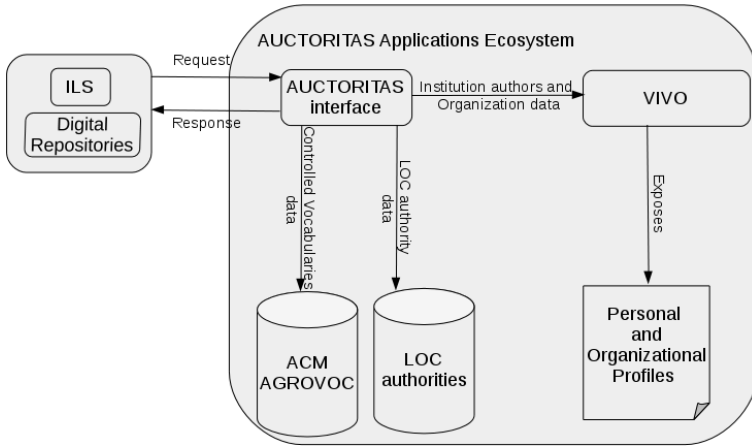 AUCTORITAS Applications Ecosystem
ILS
Digital
Repositories
Request
Response
AUCTORITAS
interface
Institution authors and
Organization data
VIVO
Controlled Vocabularies
data
LOC authority
data
Exposes
ACM
AGROVOC
LOC
authorities
Personal
and
Organizational
Profiles